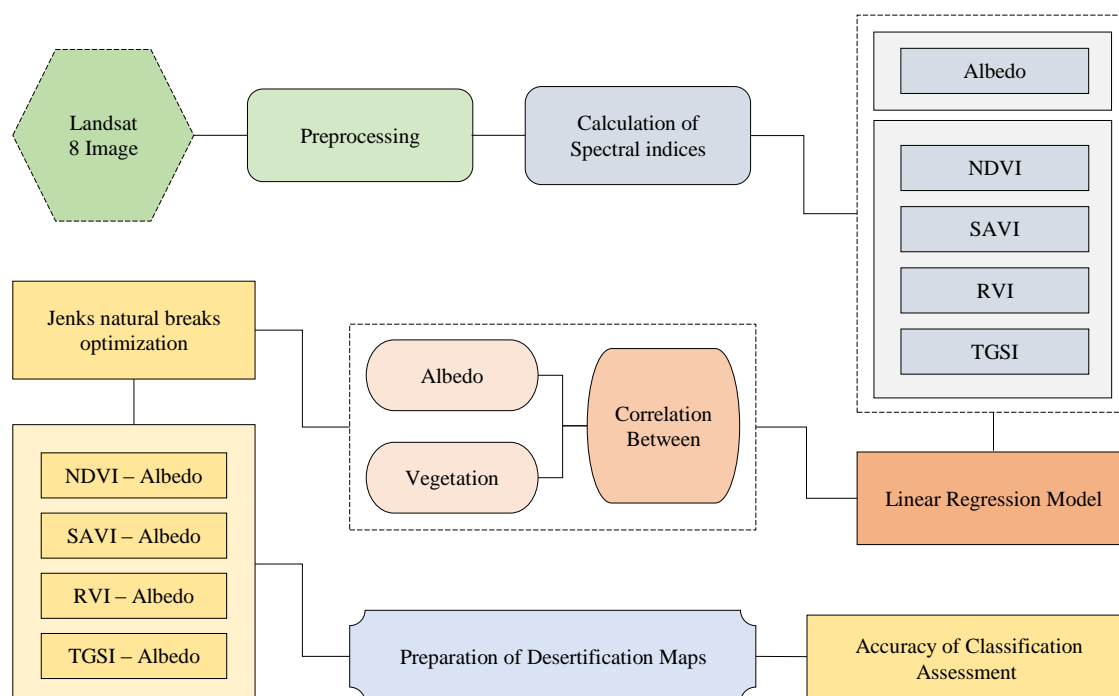 Landsat
8 Image
Preprocessing
Calculation of
Spectral indices
Albedo
NDVI
SAVI
RVI
TGSI
Jenks natural breaks
optimization
Albedo
Vegetation
Correlation
Between
Linear Regression Model
NDVI – Albedo
SAVI – Albedo
RVI – Albedo
TGSI – Albedo
Preparation of Desertification Maps
Accuracy of Classification
Assessment